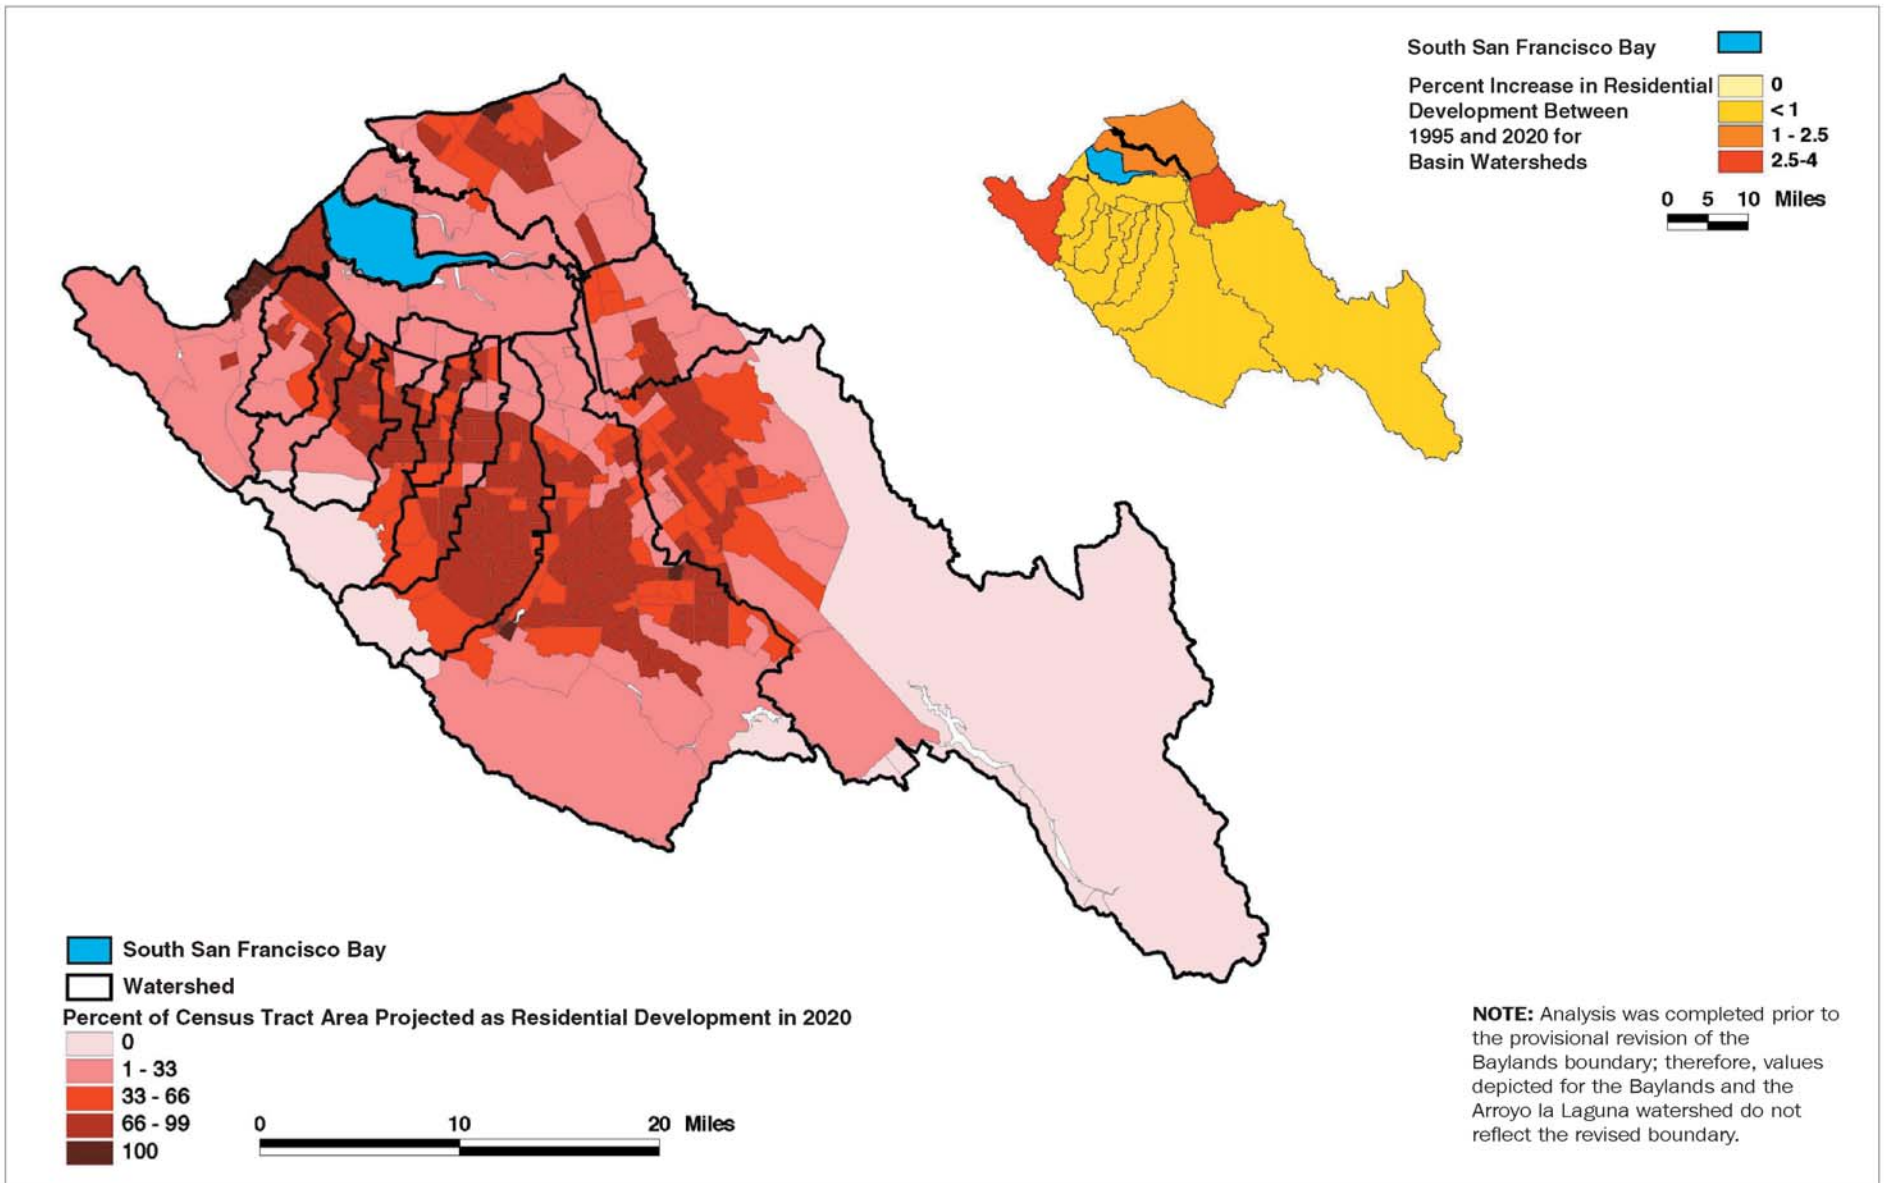 South San Francisco Bay
Percent Increase in Residential
Development Between
1995 and 2020 for
Basin Watersheds
0
< 1
1 - 2.5
2.5-4
0 5 10 Miles
South San Francisco Bay
Watershed
Percent of Census Tract Area Projected as Residential Development in 2020
0
1 - 33
33 - 66
66 - 99
100
0 10 20 Miles
NOTE: Analysis was completed prior to
the provisional revision of the
Baylands boundary; therefore, values
depicted for the Baylands and the
Arroyo la Laguna watershed do not
reflect the revised boundary.